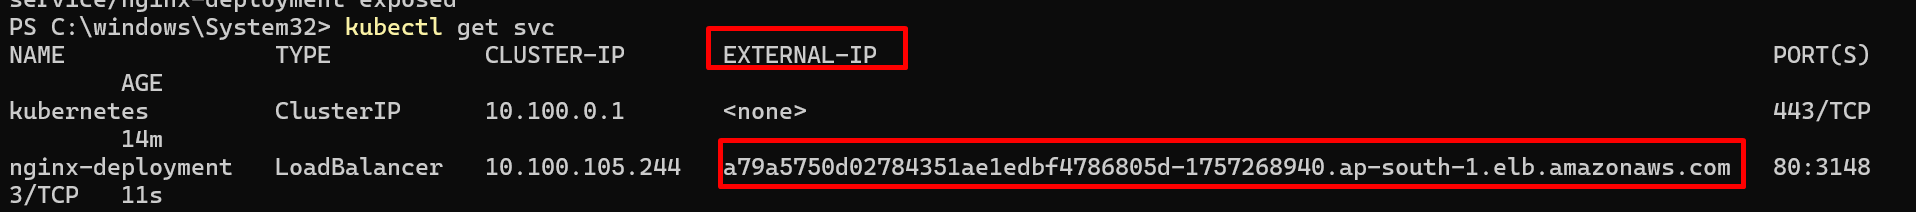 service/nginx-deployment exposed
PS C:\windows\System32> kubectl get svc
NAME                TYPE           CLUSTER-IP       EXTERNAL-IP                                                                PORT(S)
        AGE
kubernetes          ClusterIP      10.100.0.1       <none>                                                                     443/TCP
        14m
nginx-deployment    LoadBalancer   10.100.105.244   a79a5750d02784351ae1edbf4786805d-1757268940.ap-south-1.elb.amazonaws.com   80:3148
3/TCP   11s